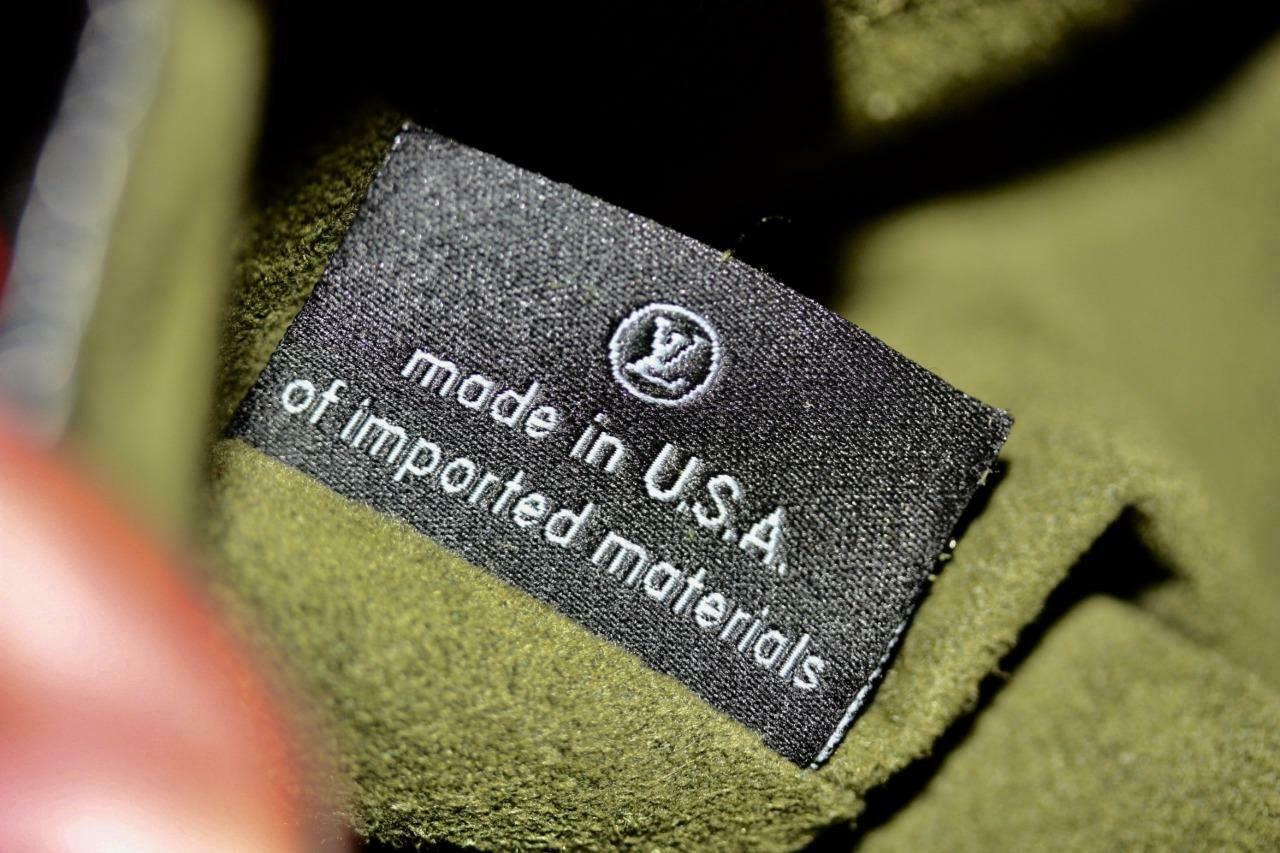 LV
made in U.S.A.
of imported materials